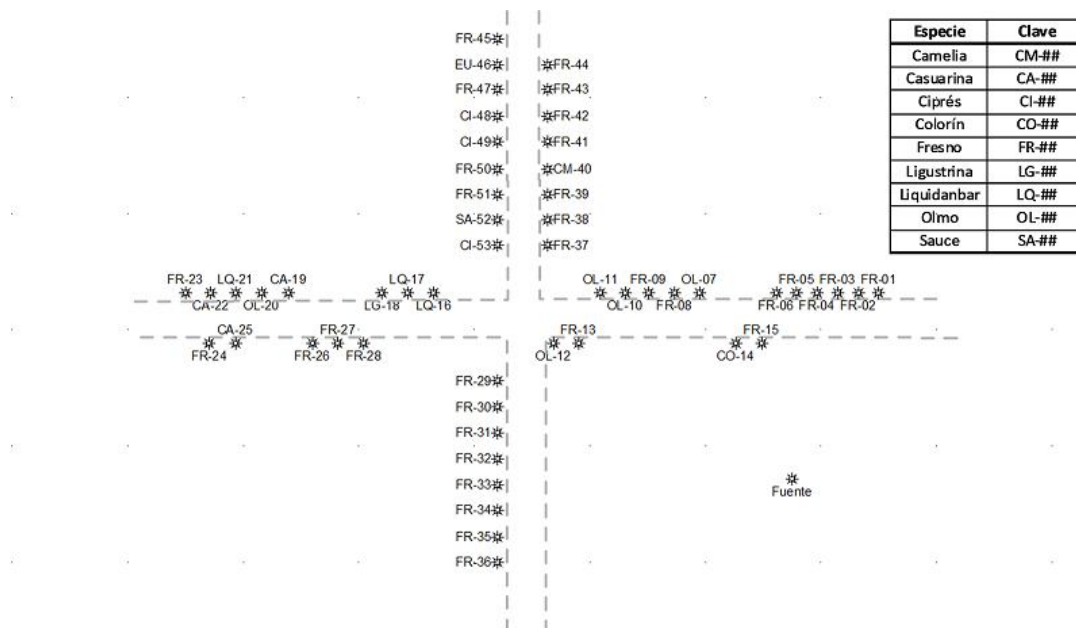 FR-45
EU-46 FR-44
FR-47 FR-43
CI-48 FR-42
CI-49 FR-41
FR-50 CM-40
FR-51 FR-39
SA-52 FR-38
CI-53 FR-37
Especie Clave
Camelia CM-##
Casuarina CA-##
Ciprés CI-##
Colorín CO-##
Fresno FR-##
Ligustrina LG-##
Liquidanbar LQ-##
Olmo OL-##
Sauce SA-##
FR-23 LQ-21 CA-19 LQ-17 OL-11 FR-09 OL-07 FR-05 FR-03 FR-01
CA-22 OL-20 LG-18 LQ-16 OL-10 FR-08 FR-06 FR-04 FR-02
CA-25 FR-27 FR-13 FR-15
FR-24 FR-26 FR-28 OL-12 CO-14
FR-29
FR-30
FR-31
FR-32
FR-33
Fuente
FR-34
FR-35
FR-36